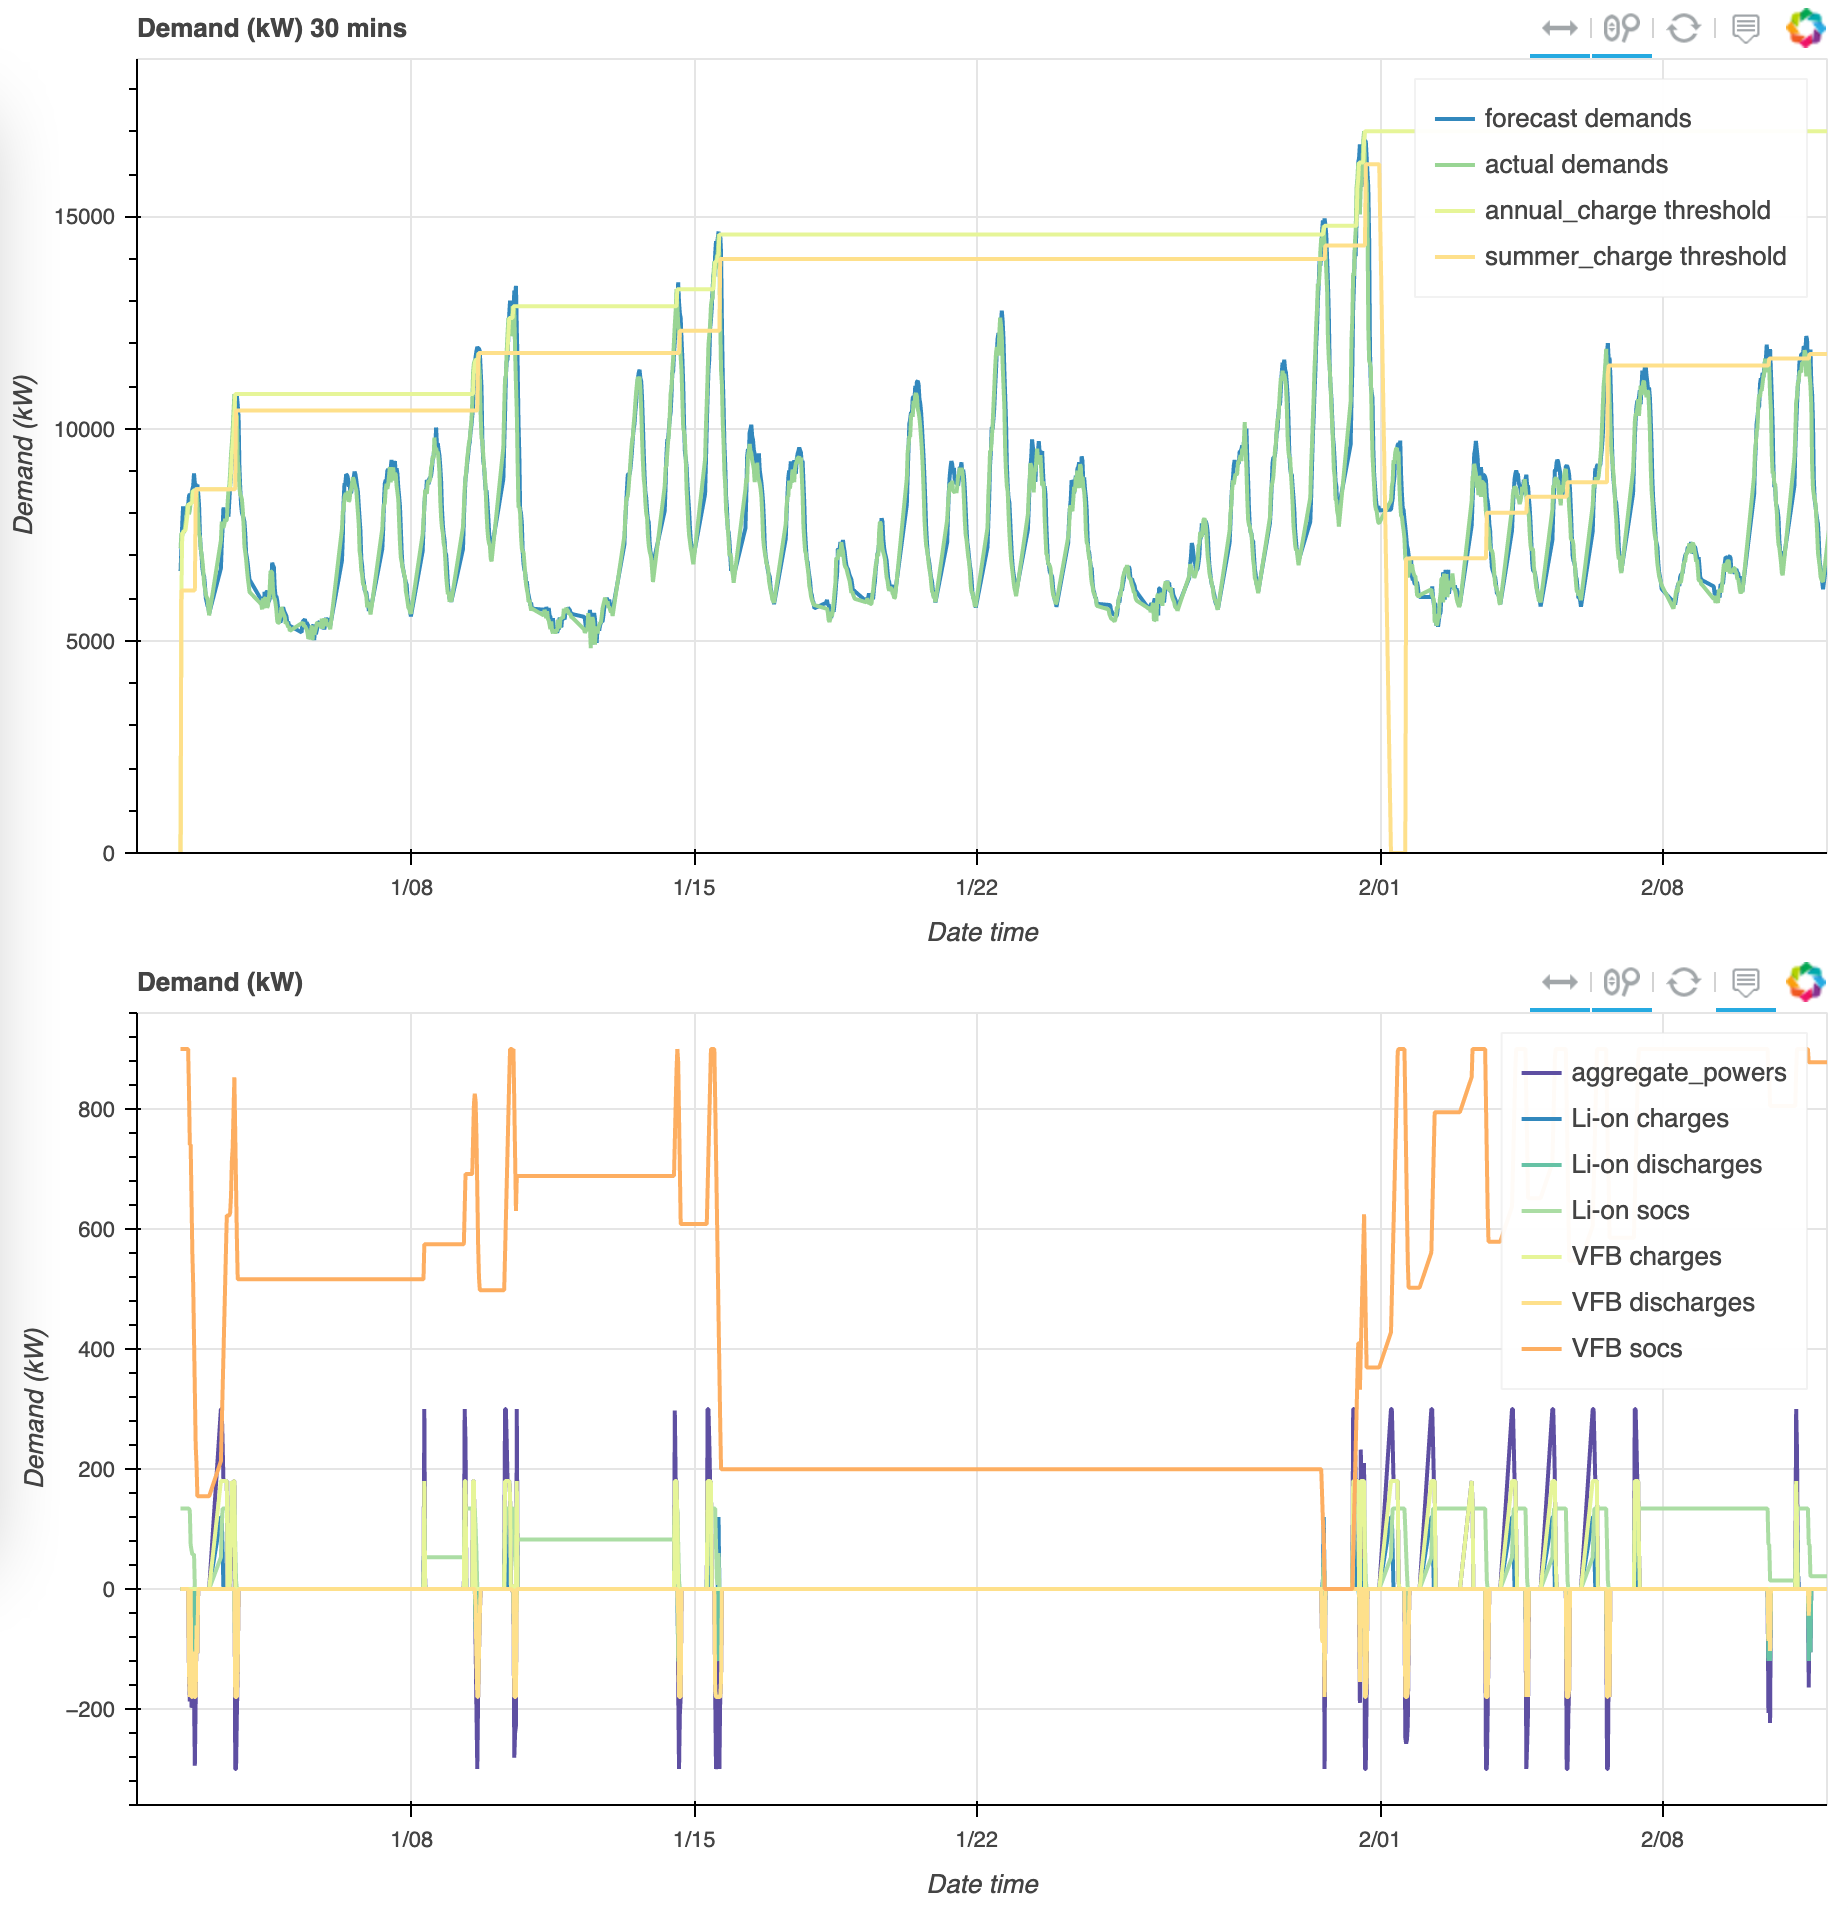 Demand (kW) 30 mins
forecast demands
actual demands
annual_charge threshold
summer_charge threshold
15000
10000
5000
0
Demand (kW)
1/08
1/15
1/22
2/01
2/08
Date time
Demand (kW)
aggregate_powers
Li-on charges
Li-on discharges
Li-on socs
VFB charges
VFB discharges
VFB socs
800
600
400
200
0
−200
Demand (kW)
1/08
1/15
1/22
2/01
2/08
Date time